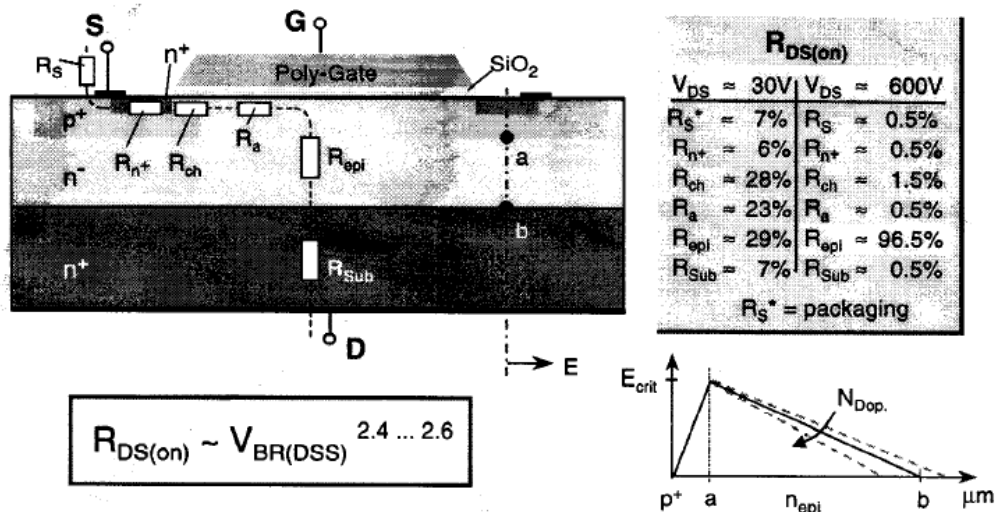 S
G
R_S
n+
Poly-Gate
SiO₂
p+
R_n+
R_ch
R_a
R_epi
a
n-
b
n+
R_Sub
D
E
R_DS(on) ~ V_BR(DSS) 2.4 ... 2.6
R_DS(on)
V_DS ≈ 30V V_DS ≈ 600V
R_S* ≈ 7% R_S ≈ 0.5%
R_n+ ≈ 6% R_n+ ≈ 0.5%
R_ch ≈ 28% R_ch ≈ 1.5%
R_a ≈ 23% R_a ≈ 0.5%
R_epi ≈ 29% R_epi ≈ 96.5%
R_Sub ≈ 7% R_Sub ≈ 0.5%
R_S* = packaging
E_crit
N_Dop.
p+ a n_epi b μm